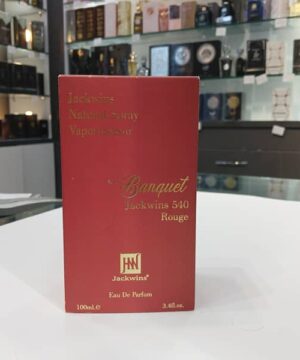 Jackwins
Natural Spray
Vaporisateur
Banquet
Jackwins 540
Rouge
JW
Jackwins®
Eau De Parfum
100mL e
3.4fl.oz.